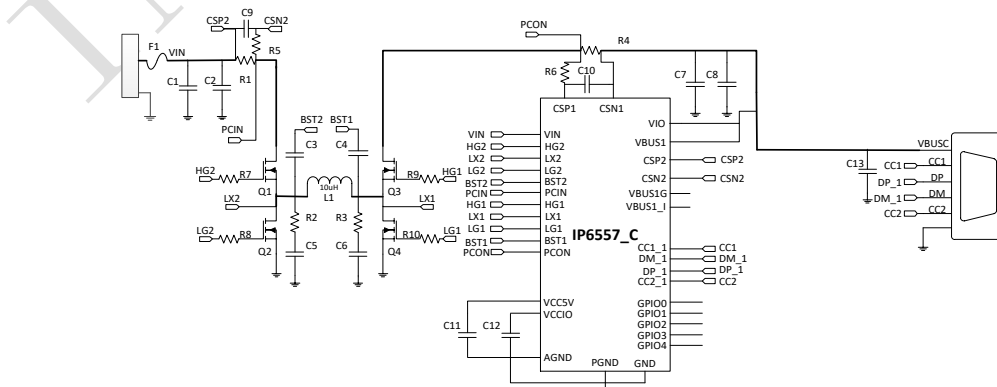 PCON
C9
CSP2
CSN2
R5
F1
VIN
R1
C1
C2
PCIN
R4
R6
C10
C7
C8
CSP1
CSN1
BST2
BST1
C3
C4
HG2
R7
Q1
Q3
R9
HG1
10uH
L1
LX2
LX1
R2
R3
LG2
R8
Q2
C5
C6
Q4
R10
LG1
VIN
HG2
LX2
LG2
BST2
PCIN
HG1
LX1
LG1
BST1
PCON
VIN
HG2
LX2
LG2
BST2
PCIN
HG1
LX1
LG1
BST1
PCON
IP6557_C
VIO
VBUS1
CSP2
CSP2
CSN2
CSN2
VBUS1G
VBUS1_I
CC1_1
CC1
DM_1
DM_1
DP_1
DP_1
CC2_1
CC2
GPIO0
GPIO1
GPIO2
GPIO3
GPIO4
VCC5V
VCCIO
C11
C12
AGND
PGND
GND
C13
VBUSC
CC1
CC1
DP_1
DP
DM_1
DM
CC2
CC2